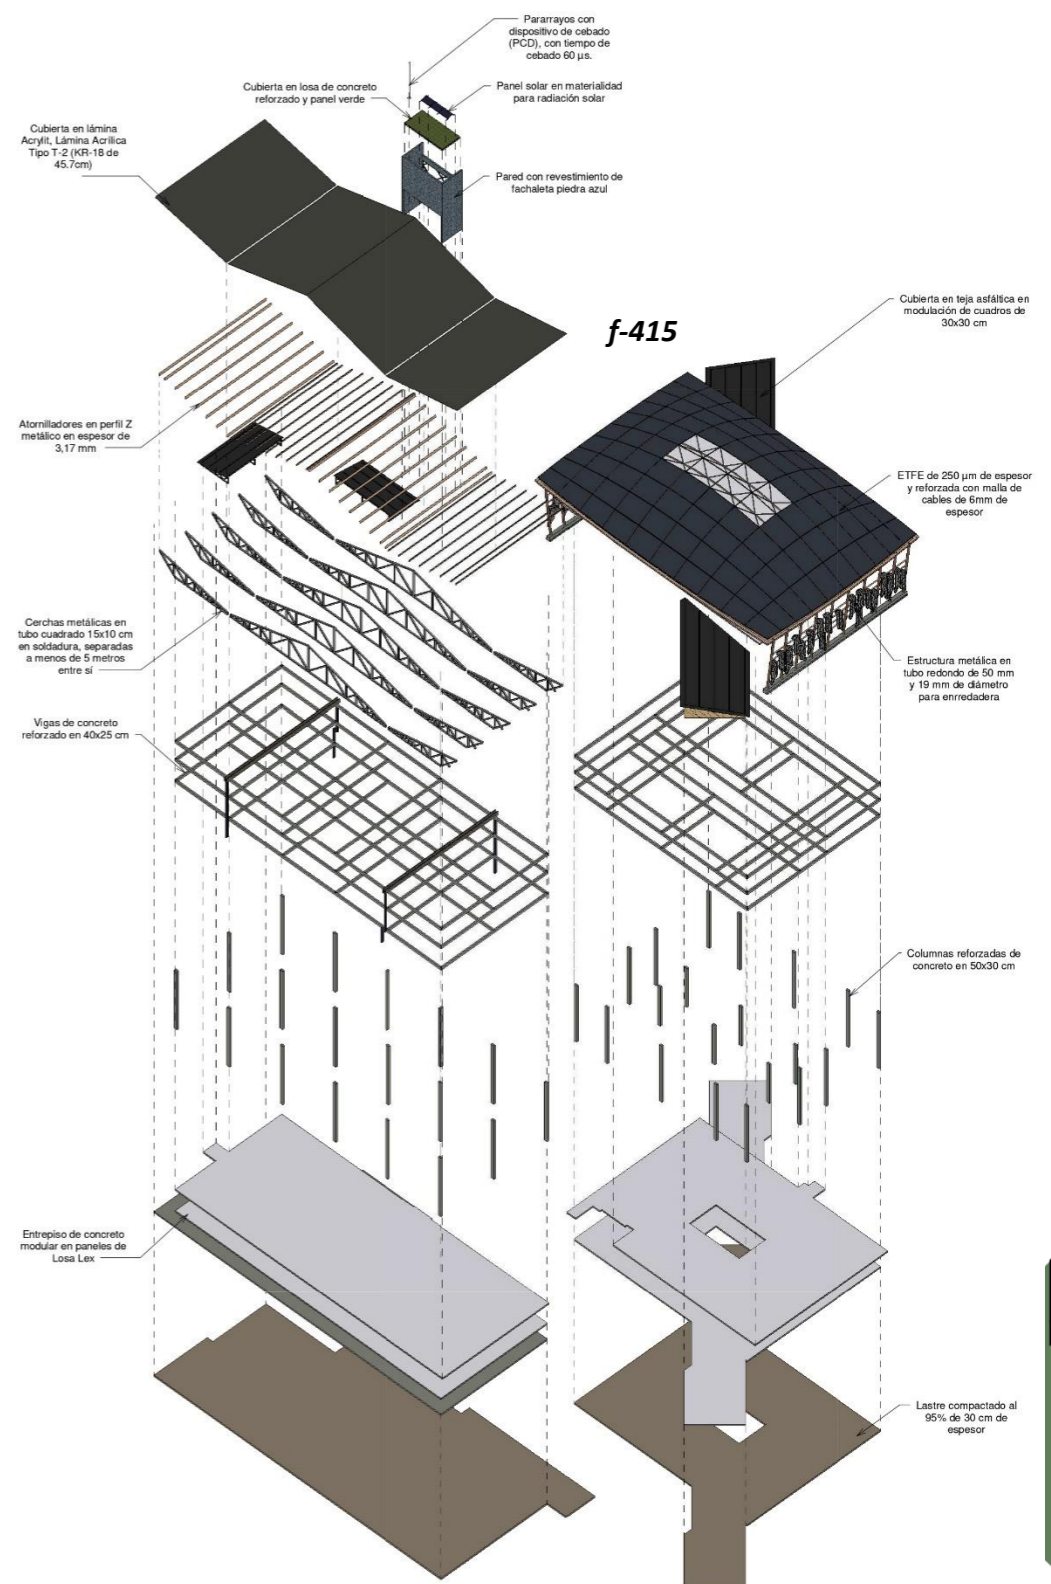 Pararrayos con
dispositivo de cebado
(PCD), con tiempo de
cebado 60 µs.
Cubierta en losa de concreto
reforzado y panel verde
Panel solar en materialidad
para radiación solar
Cubierta en lámina
Acrylit, Lámina Acrílica
Tipo T-2 (KR-18 de
45.7cm)
Pared con revestimiento de
fachaleta piedra azul
Cubierta en teja asfáltica en
modulación de cuadros de
30x30 cm
f-415
Atornilladores en perfil Z
metálico en espesor de
3,17 mm
ETFE de 250 µm de espesor
y reforzada con malla de
cables de 6mm de
espesor
Cerchas metálicas en
tubo cuadrado 15x10 cm
en soldadura, separadas
a menos de 5 metros
entre sí
Estructura metálica en
tubo redondo de 50 mm
y 19 mm de diámetro
para enrredadera
Vigas de concreto
reforzado en 40x25 cm
Columnas reforzadas de
concreto en 50x30 cm
Entrepiso de concreto
modular en paneles de
Losa Lex
Lastre compactado al
95% de 30 cm de
espesor